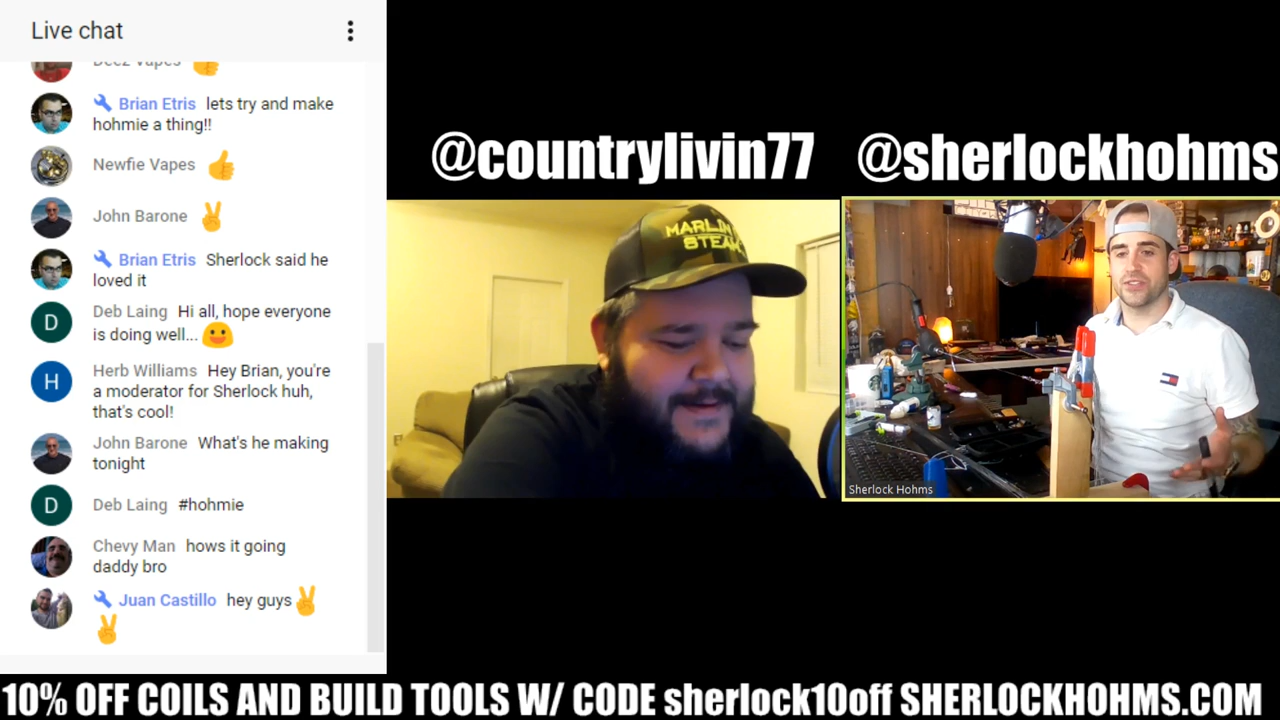 Live chat
Deez Vapes 👍
Brian Etris lets try and make
hohmie a thing!!
Newfie Vapes 👍
John Barone ✌
Brian Etris Sherlock said he
loved it
Deb Laing Hi all, hope everyone
is doing well... 😃
Herb Williams Hey Brian, you're
a moderator for Sherlock huh,
that's cool!
John Barone What's he making
tonight
Deb Laing #hohmie
Chevy Man hows it going
daddy bro
Juan Castillo hey guys ✌
✌
D
H
D
@countrylivin77
@sherlockhohms
MARLIN
STEAM
Sherlock Hohms
10% OFF COILS AND BUILD TOOLS W/ CODE sherlock10off SHERLOCKHOHMS.COM